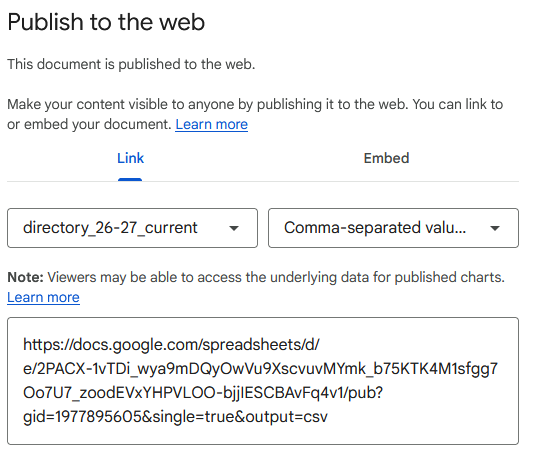 Publish to the web
This document is published to the web.
Make your content visible to anyone by publishing it to the web. You can link to
or embed your document. Learn more
Link
Embed
directory_26-27_current
Comma-separated valu...
Note: Viewers may be able to access the underlying data for published charts.
Learn more
https://docs.google.com/spreadsheets/d/
e/2PACX-1vTDi_wya9mDQyOwVu9XscvuvMYmk_b75KTK4M1sfgg7
Oo7U7_zoodEVxYHPVLOO-bjjIESCBAvFq4v1/pub?
gid=1977895605&single=true&output=csv